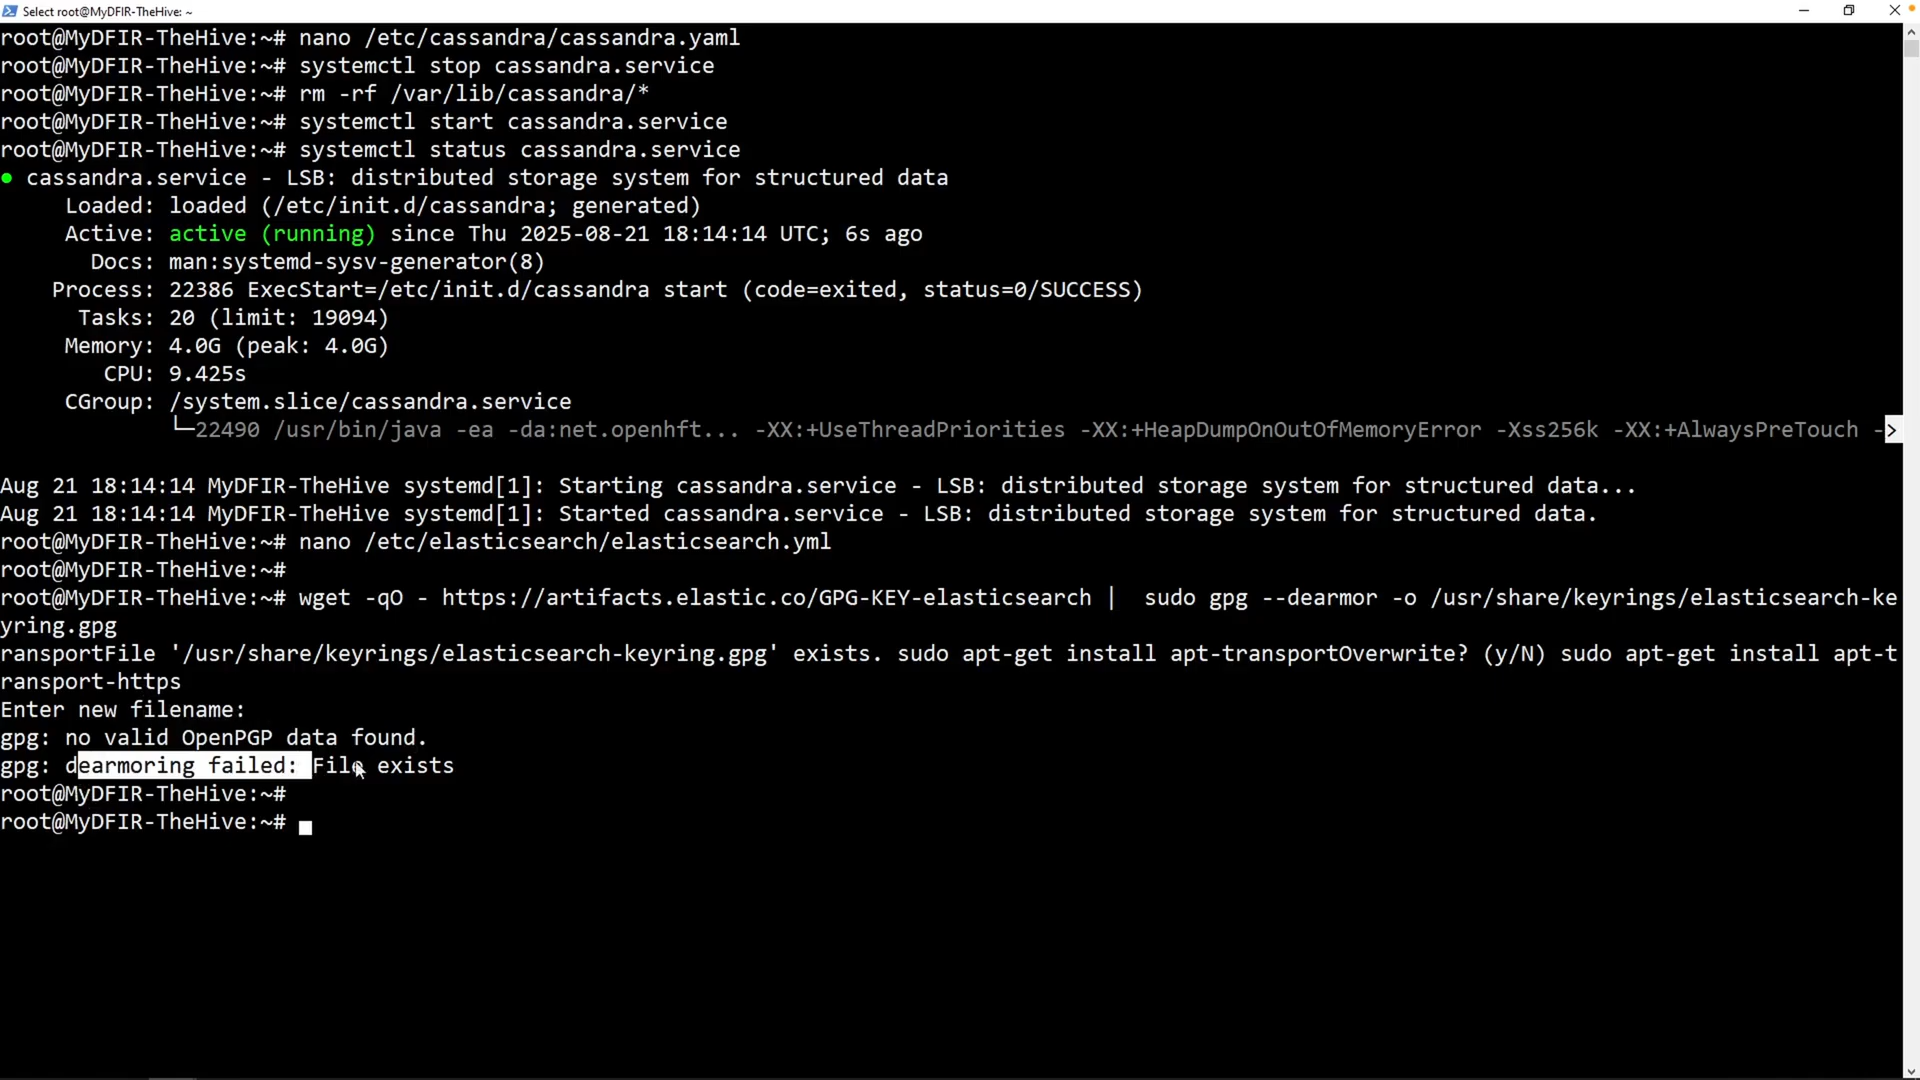 Select root@MyDFIR-TheHive: ~
root@MyDFIR-TheHive:~# nano /etc/cassandra/cassandra.yaml
root@MyDFIR-TheHive:~# systemctl stop cassandra.service
root@MyDFIR-TheHive:~# rm -rf /var/lib/cassandra/*
root@MyDFIR-TheHive:~# systemctl start cassandra.service
root@MyDFIR-TheHive:~# systemctl status cassandra.service
● cassandra.service - LSB: distributed storage system for structured data
     Loaded: loaded (/etc/init.d/cassandra; generated)
     Active: active (running) since Thu 2025-08-21 18:14:14 UTC; 6s ago
       Docs: man:systemd-sysv-generator(8)
    Process: 22386 ExecStart=/etc/init.d/cassandra start (code=exited, status=0/SUCCESS)
      Tasks: 20 (limit: 19094)
     Memory: 4.0G (peak: 4.0G)
        CPU: 9.425s
     CGroup: /system.slice/cassandra.service
             └─22490 /usr/bin/java -ea -da:net.openhft... -XX:+UseThreadPriorities -XX:+HeapDumpOnOutOfMemoryError -Xss256k -XX:+AlwaysPreTouch ->
Aug 21 18:14:14 MyDFIR-TheHive systemd[1]: Starting cassandra.service - LSB: distributed storage system for structured data...
Aug 21 18:14:14 MyDFIR-TheHive systemd[1]: Started cassandra.service - LSB: distributed storage system for structured data.
root@MyDFIR-TheHive:~# nano /etc/elasticsearch/elasticsearch.yml
root@MyDFIR-TheHive:~#
root@MyDFIR-TheHive:~# wget -qO - https://artifacts.elastic.co/GPG-KEY-elasticsearch |  sudo gpg --dearmor -o /usr/share/keyrings/elasticsearch-ke
yring.gpg
ransportFile '/usr/share/keyrings/elasticsearch-keyring.gpg' exists. sudo apt-get install apt-transportOverwrite? (y/N) sudo apt-get install apt-t
ransport-https
Enter new filename:
gpg: no valid OpenPGP data found.
gpg: dearmoring failed: File exists
root@MyDFIR-TheHive:~#
root@MyDFIR-TheHive:~#